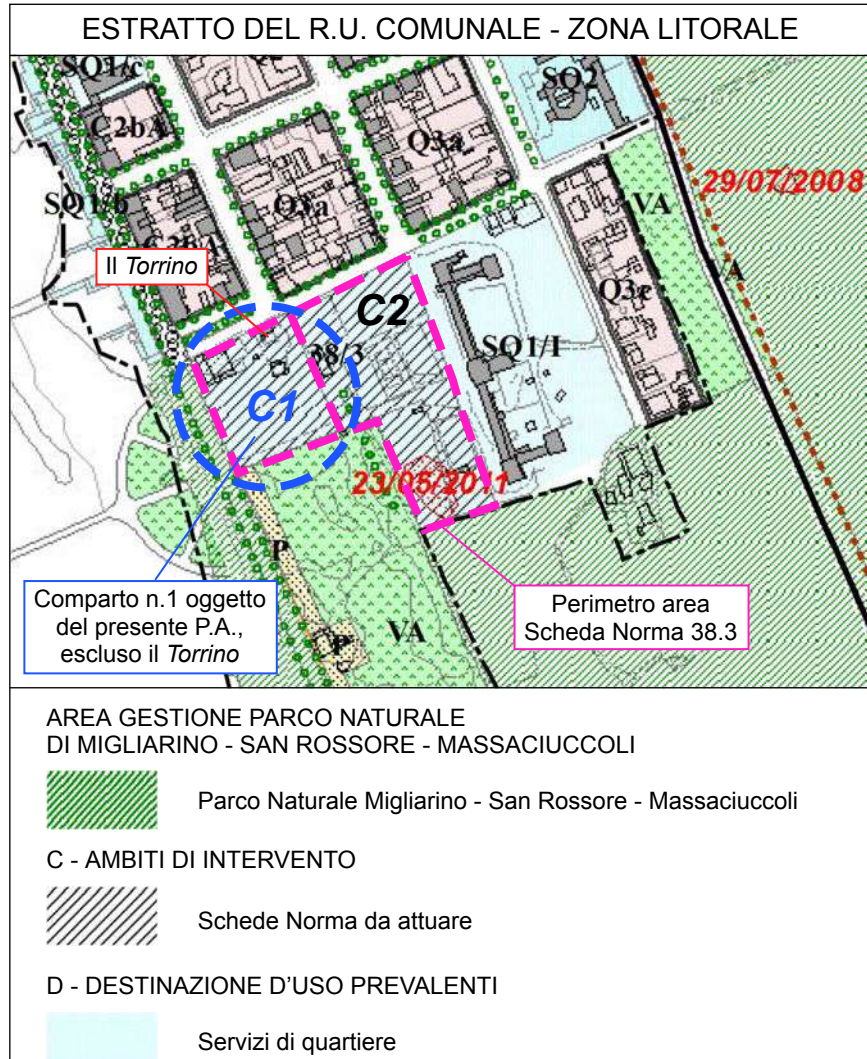 ESTRATTO DEL R.U. COMUNALE - ZONA LITORALE
SQ1/c
SQ2
C2bA
Q3a
29/07/2008
SQ1/b
Q3a
VA
VA
C2bA
Il Torrino
Q3c
C2
38/3
SQ1/I
C1
23/05/2011
P
Comparto n.1 oggetto
del presente P.A.,
escluso il Torrino
Perimetro area
Scheda Norma 38.3
VA
P
AREA GESTIONE PARCO NATURALE
DI MIGLIARINO - SAN ROSSORE - MASSACIUCCOLI
Parco Naturale Migliarino - San Rossore - Massaciuccoli
C - AMBITI DI INTERVENTO
Schede Norma da attuare
D - DESTINAZIONE D'USO PREVALENTI
Servizi di quartiere